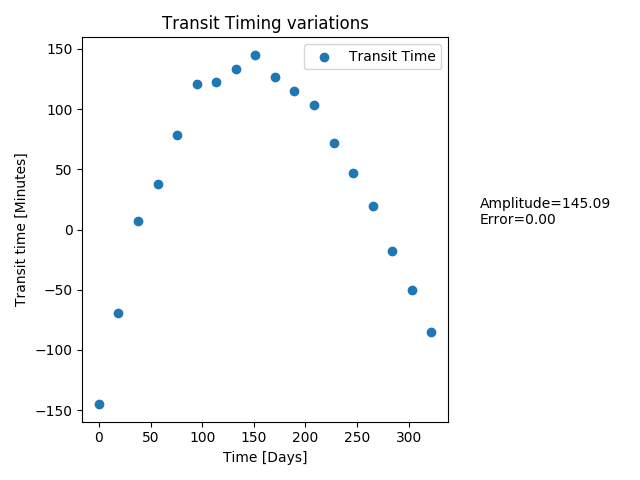 Transit Timing variations
Transit Time
150
100
50
0
−50
−100
−150
Transit time [Minutes]
0 50 100 150 200 250 300
Time [Days]
Amplitude=145.09
Error=0.00